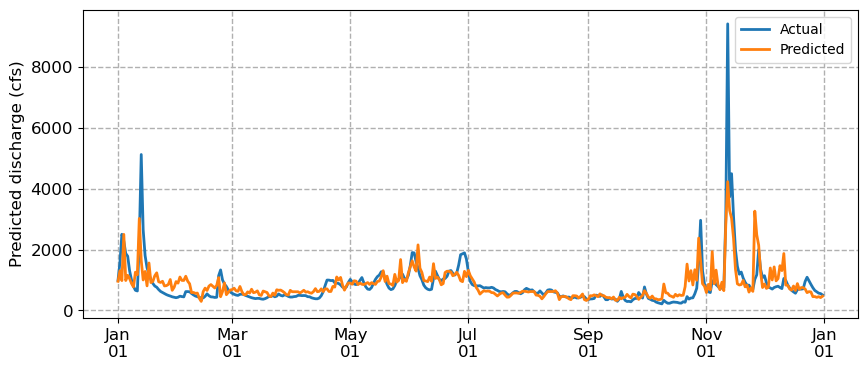 Predicted discharge (cfs)
8000
6000
4000
2000
0
Jan
01
Mar
01
May
01
Jul
01
Sep
01
Nov
01
Jan
01
Actual
Predicted